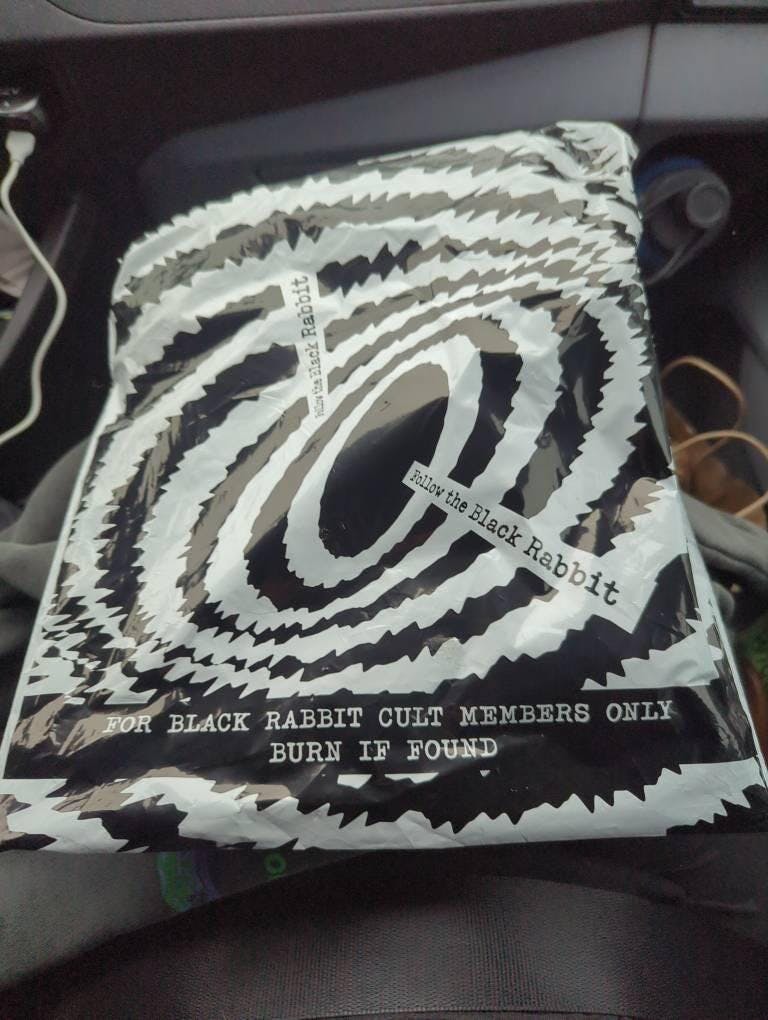 Follow the Black Rabbit
Follow the Black Rabbit
FOR BLACK RABBIT CULT MEMBERS ONLY
BURN IF FOUND